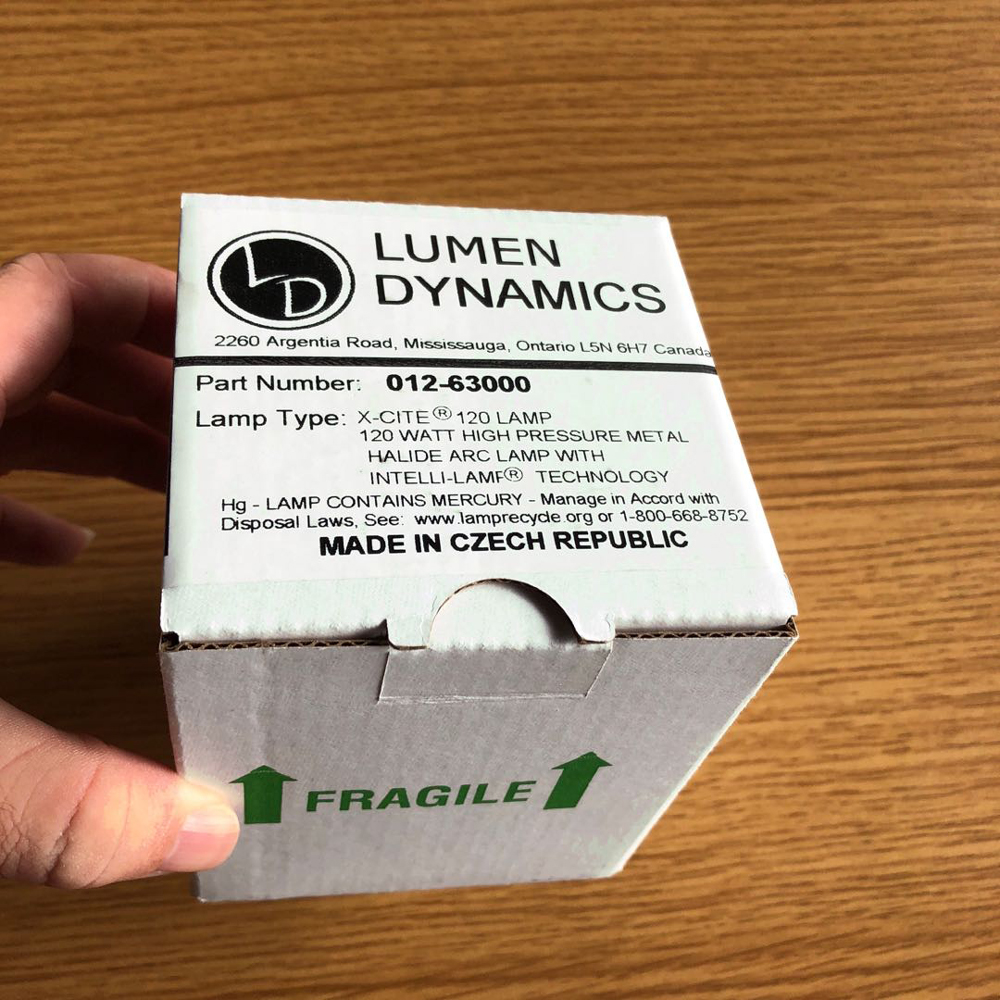 LD
LUMEN
DYNAMICS
2260 Argentia Road, Mississauga, Ontario L5N 6H7 Canada
Part Number: 012-63000
Lamp Type: X-CITE® 120 LAMP
120 WATT HIGH PRESSURE METAL
HALIDE ARC LAMP WITH
INTELLI-LAMP® TECHNOLOGY
Hg - LAMP CONTAINS MERCURY - Manage in Accord with
Disposal Laws, See: www.lamprecycle.org or 1-800-668-8752
MADE IN CZECH REPUBLIC
FRAGILE